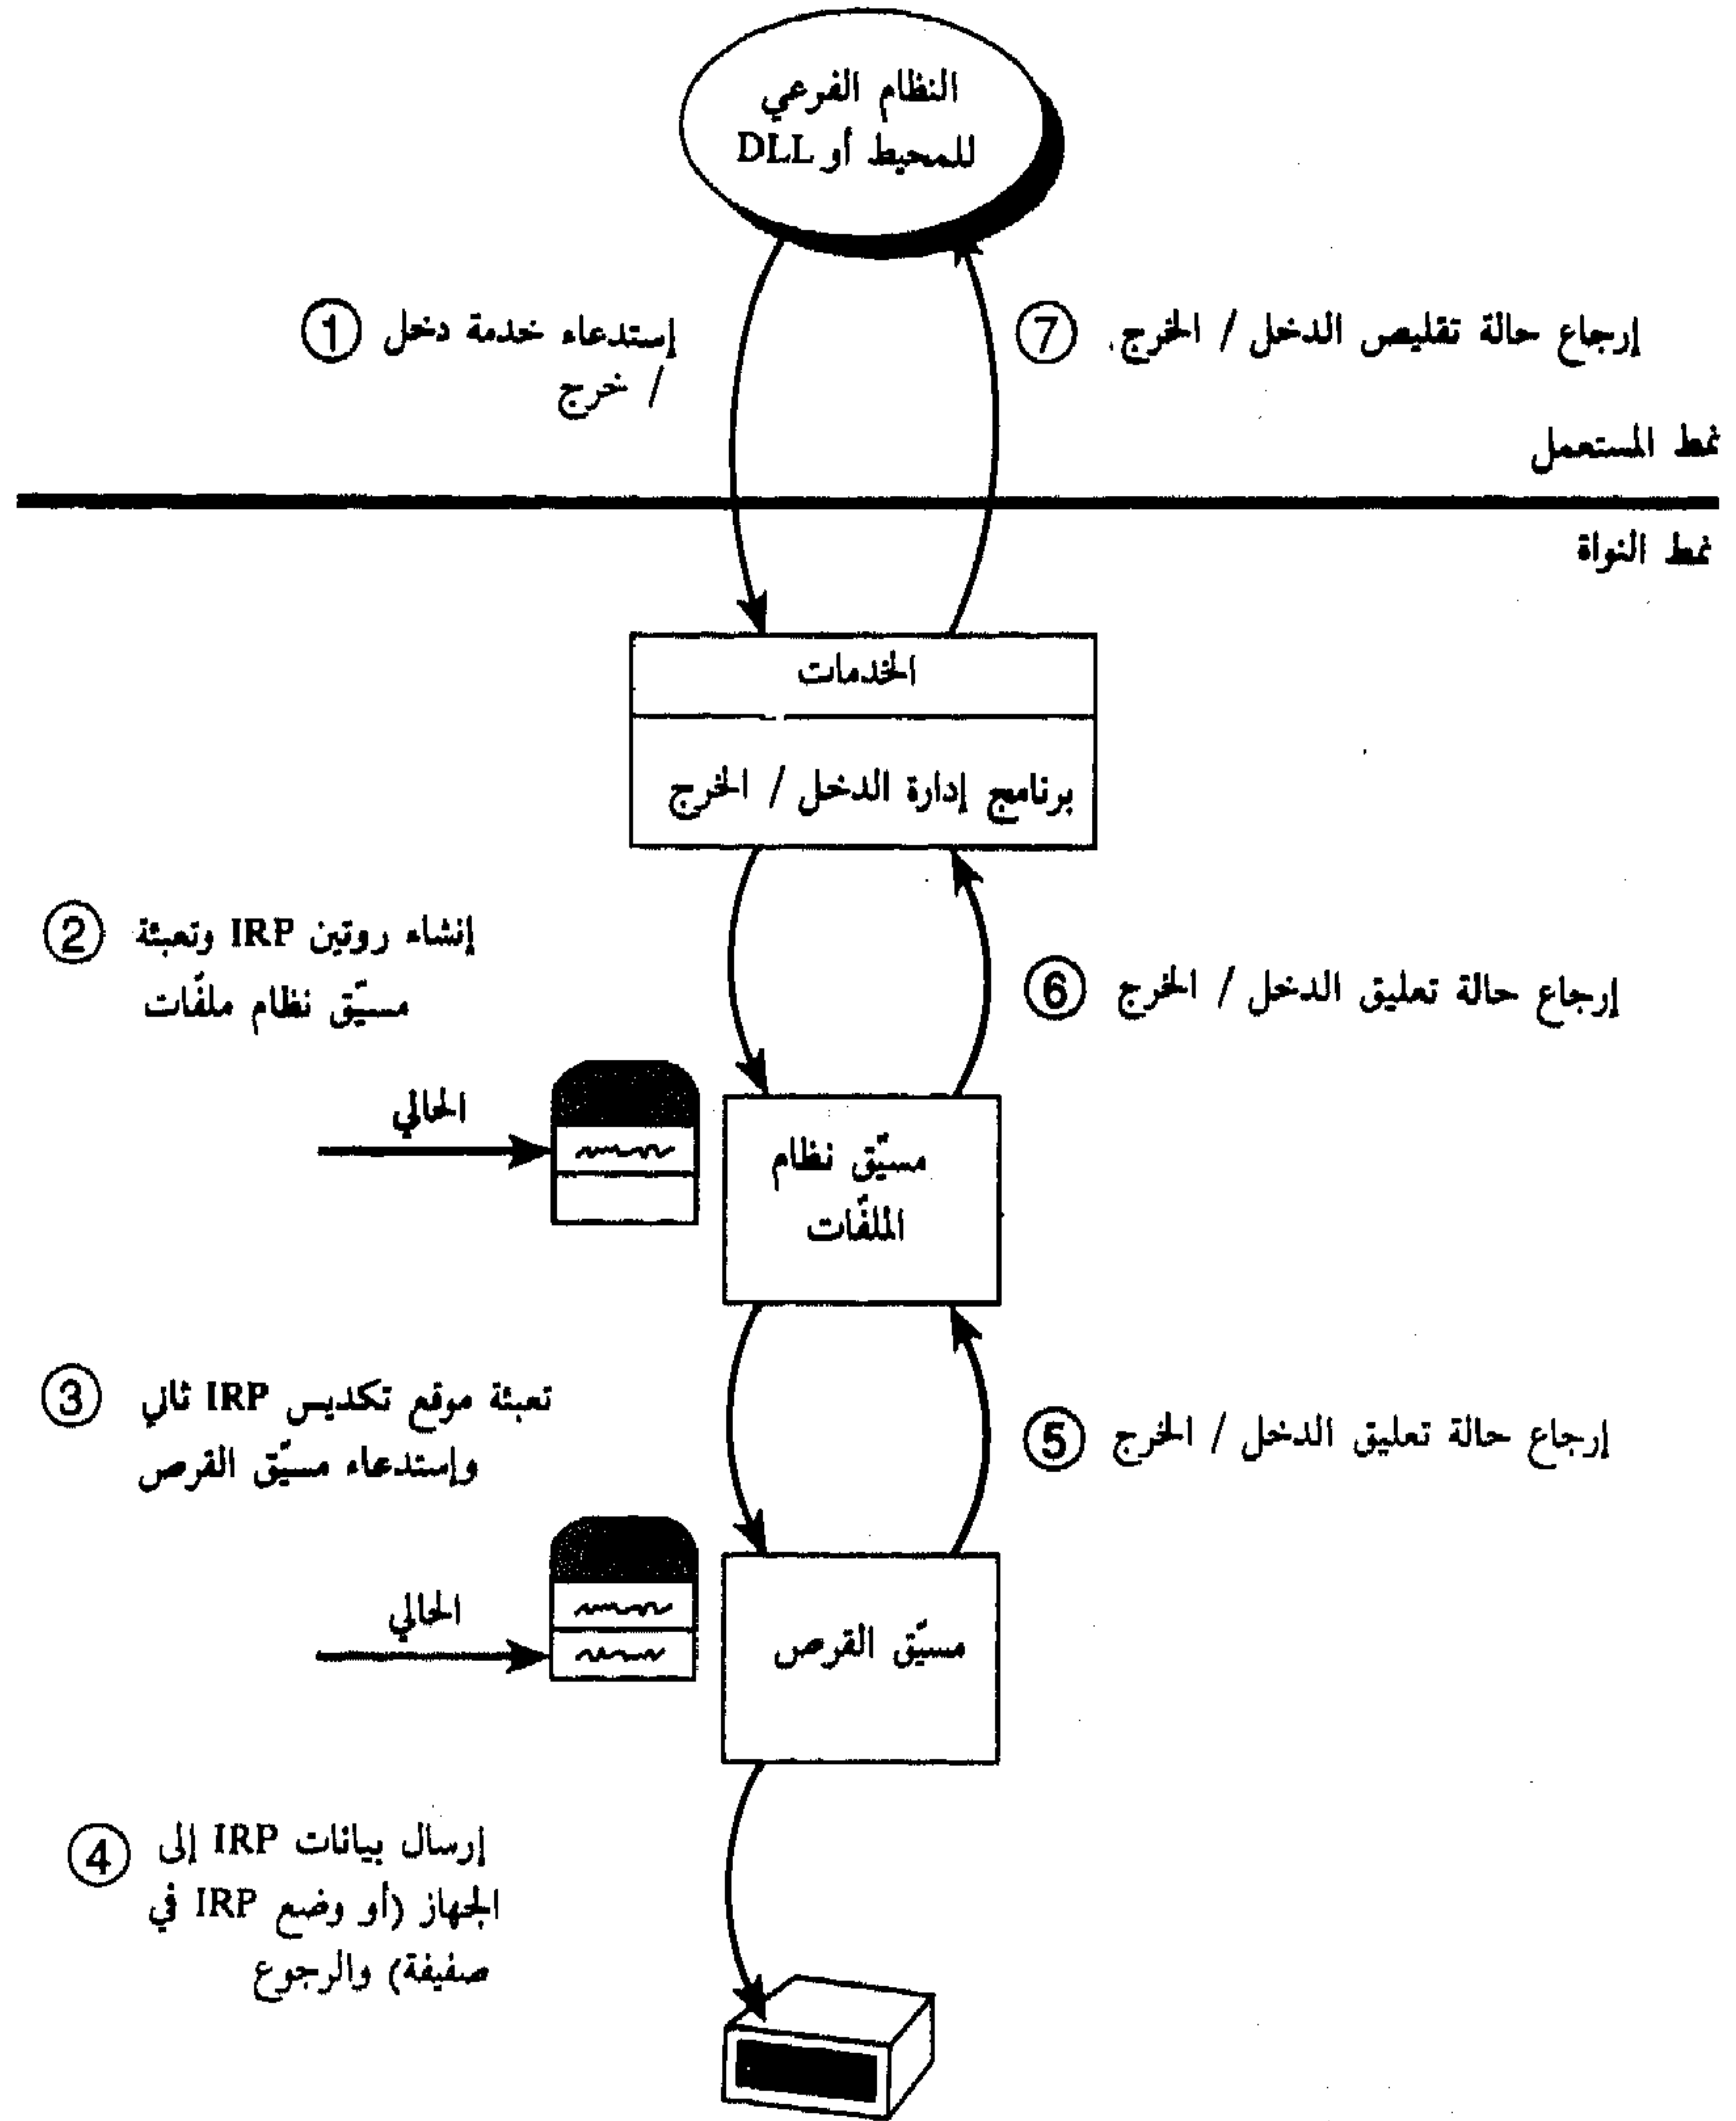 النظام الفرعي
للمحيط أو DLL
① إستدعاء خدمة دخل
/ خرج
⑦ إرجاع حالة تقليص الدخل / الخرج.
نمط المستعمل
نمط النواة
الخدمات
برنامج إدارة الدخل / الخرج
② إنشاء روتين IRP وتعبئة
مسيّق نظام ملفّات
⑥ إرجاع حالة تعليق الدخل / الخرج
الحالي
مسيّق نظام
الملفّات
③ تعبئة موقع تكديس IRP ثاني
وإستدعاء مسيّق القرص
⑤ إرجاع حالة تعليق الدخل / الخرج
الحالي
مسيّق القرص
④ إرسال بيانات IRP إلى
الجهاز (أو وضع IRP في
صفيفة) والرجوع